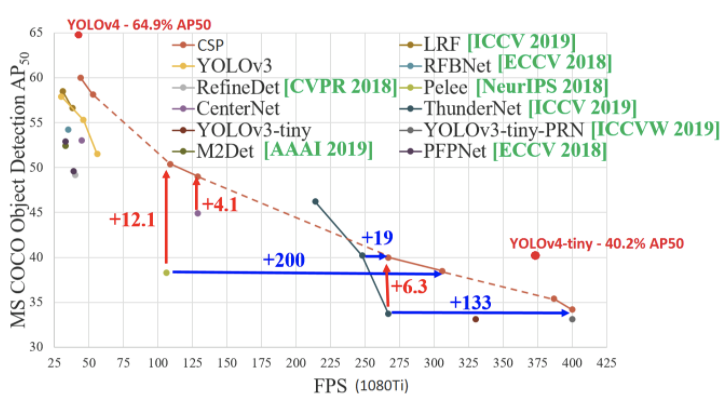 YOLOv4 - 64.9% AP50
CSP
LRF [ICCV 2019]
YOLOv3
RFBNet [ECCV 2018]
RefineDet [CVPR 2018]
Pelee [NeurIPS 2018]
CenterNet
ThunderNet [ICCV 2019]
YOLOv3-tiny
YOLOv3-tiny-PRN [ICCVW 2019]
M2Det [AAAI 2019]
PFPNet [ECCV 2018]
MS COCO Object Detection AP50
65
60
55
50
45
40
35
30
+12.1
+4.1
+19
YOLOv4-tiny - 40.2% AP50
+200
+6.3
+133
25 50 75 100 125 150 175 200 225 250 275 300 325 350 375 400 425
FPS (1080Ti)